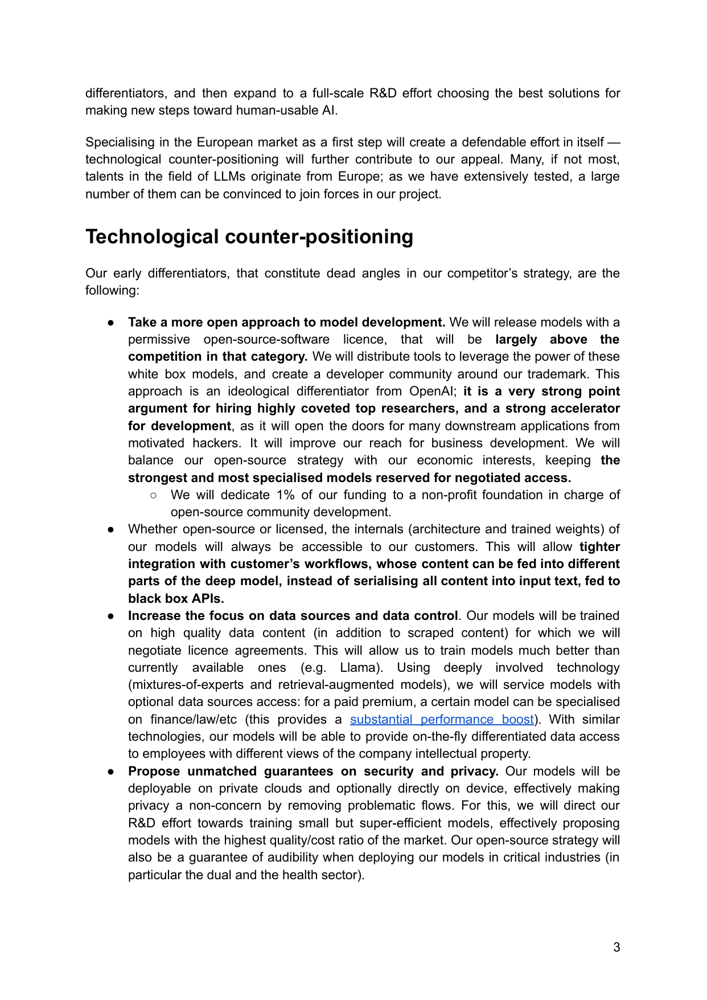 differentiators, and then expand to a full-scale R&D effort choosing the best solutions for
making new steps toward human-usable AI.
Specialising in the European market as a first step will create a defendable effort in itself —
technological counter-positioning will further contribute to our appeal. Many, if not most,
talents in the field of LLMs originate from Europe; as we have extensively tested, a large
number of them can be convinced to join forces in our project.
Technological counter-positioning
Our early differentiators, that constitute dead angles in our competitor’s strategy, are the
following:
● Take a more open approach to model development. We will release models with a
permissive open-source-software licence, that will be largely above the
competition in that category. We will distribute tools to leverage the power of these
white box models, and create a developer community around our trademark. This
approach is an ideological differentiator from OpenAI; it is a very strong point
argument for hiring highly coveted top researchers, and a strong accelerator
for development, as it will open the doors for many downstream applications from
motivated hackers. It will improve our reach for business development. We will
balance our open-source strategy with our economic interests, keeping the
strongest and most specialised models reserved for negotiated access.
○ We will dedicate 1% of our funding to a non-profit foundation in charge of
open-source community development.
● Whether open-source or licensed, the internals (architecture and trained weights) of
our models will always be accessible to our customers. This will allow tighter
integration with customer’s workflows, whose content can be fed into different
parts of the deep model, instead of serialising all content into input text, fed to
black box APIs.
● Increase the focus on data sources and data control. Our models will be trained
on high quality data content (in addition to scraped content) for which we will
negotiate licence agreements. This will allow us to train models much better than
currently available ones (e.g. Llama). Using deeply involved technology
(mixtures-of-experts and retrieval-augmented models), we will service models with
optional data sources access: for a paid premium, a certain model can be specialised
on finance/law/etc (this provides a substantial performance boost). With similar
technologies, our models will be able to provide on-the-fly differentiated data access
to employees with different views of the company intellectual property.
● Propose unmatched guarantees on security and privacy. Our models will be
deployable on private clouds and optionally directly on device, effectively making
privacy a non-concern by removing problematic flows. For this, we will direct our
R&D effort towards training small but super-efficient models, effectively proposing
models with the highest quality/cost ratio of the market. Our open-source strategy will
also be a guarantee of audibility when deploying our models in critical industries (in
particular the dual and the health sector).
3